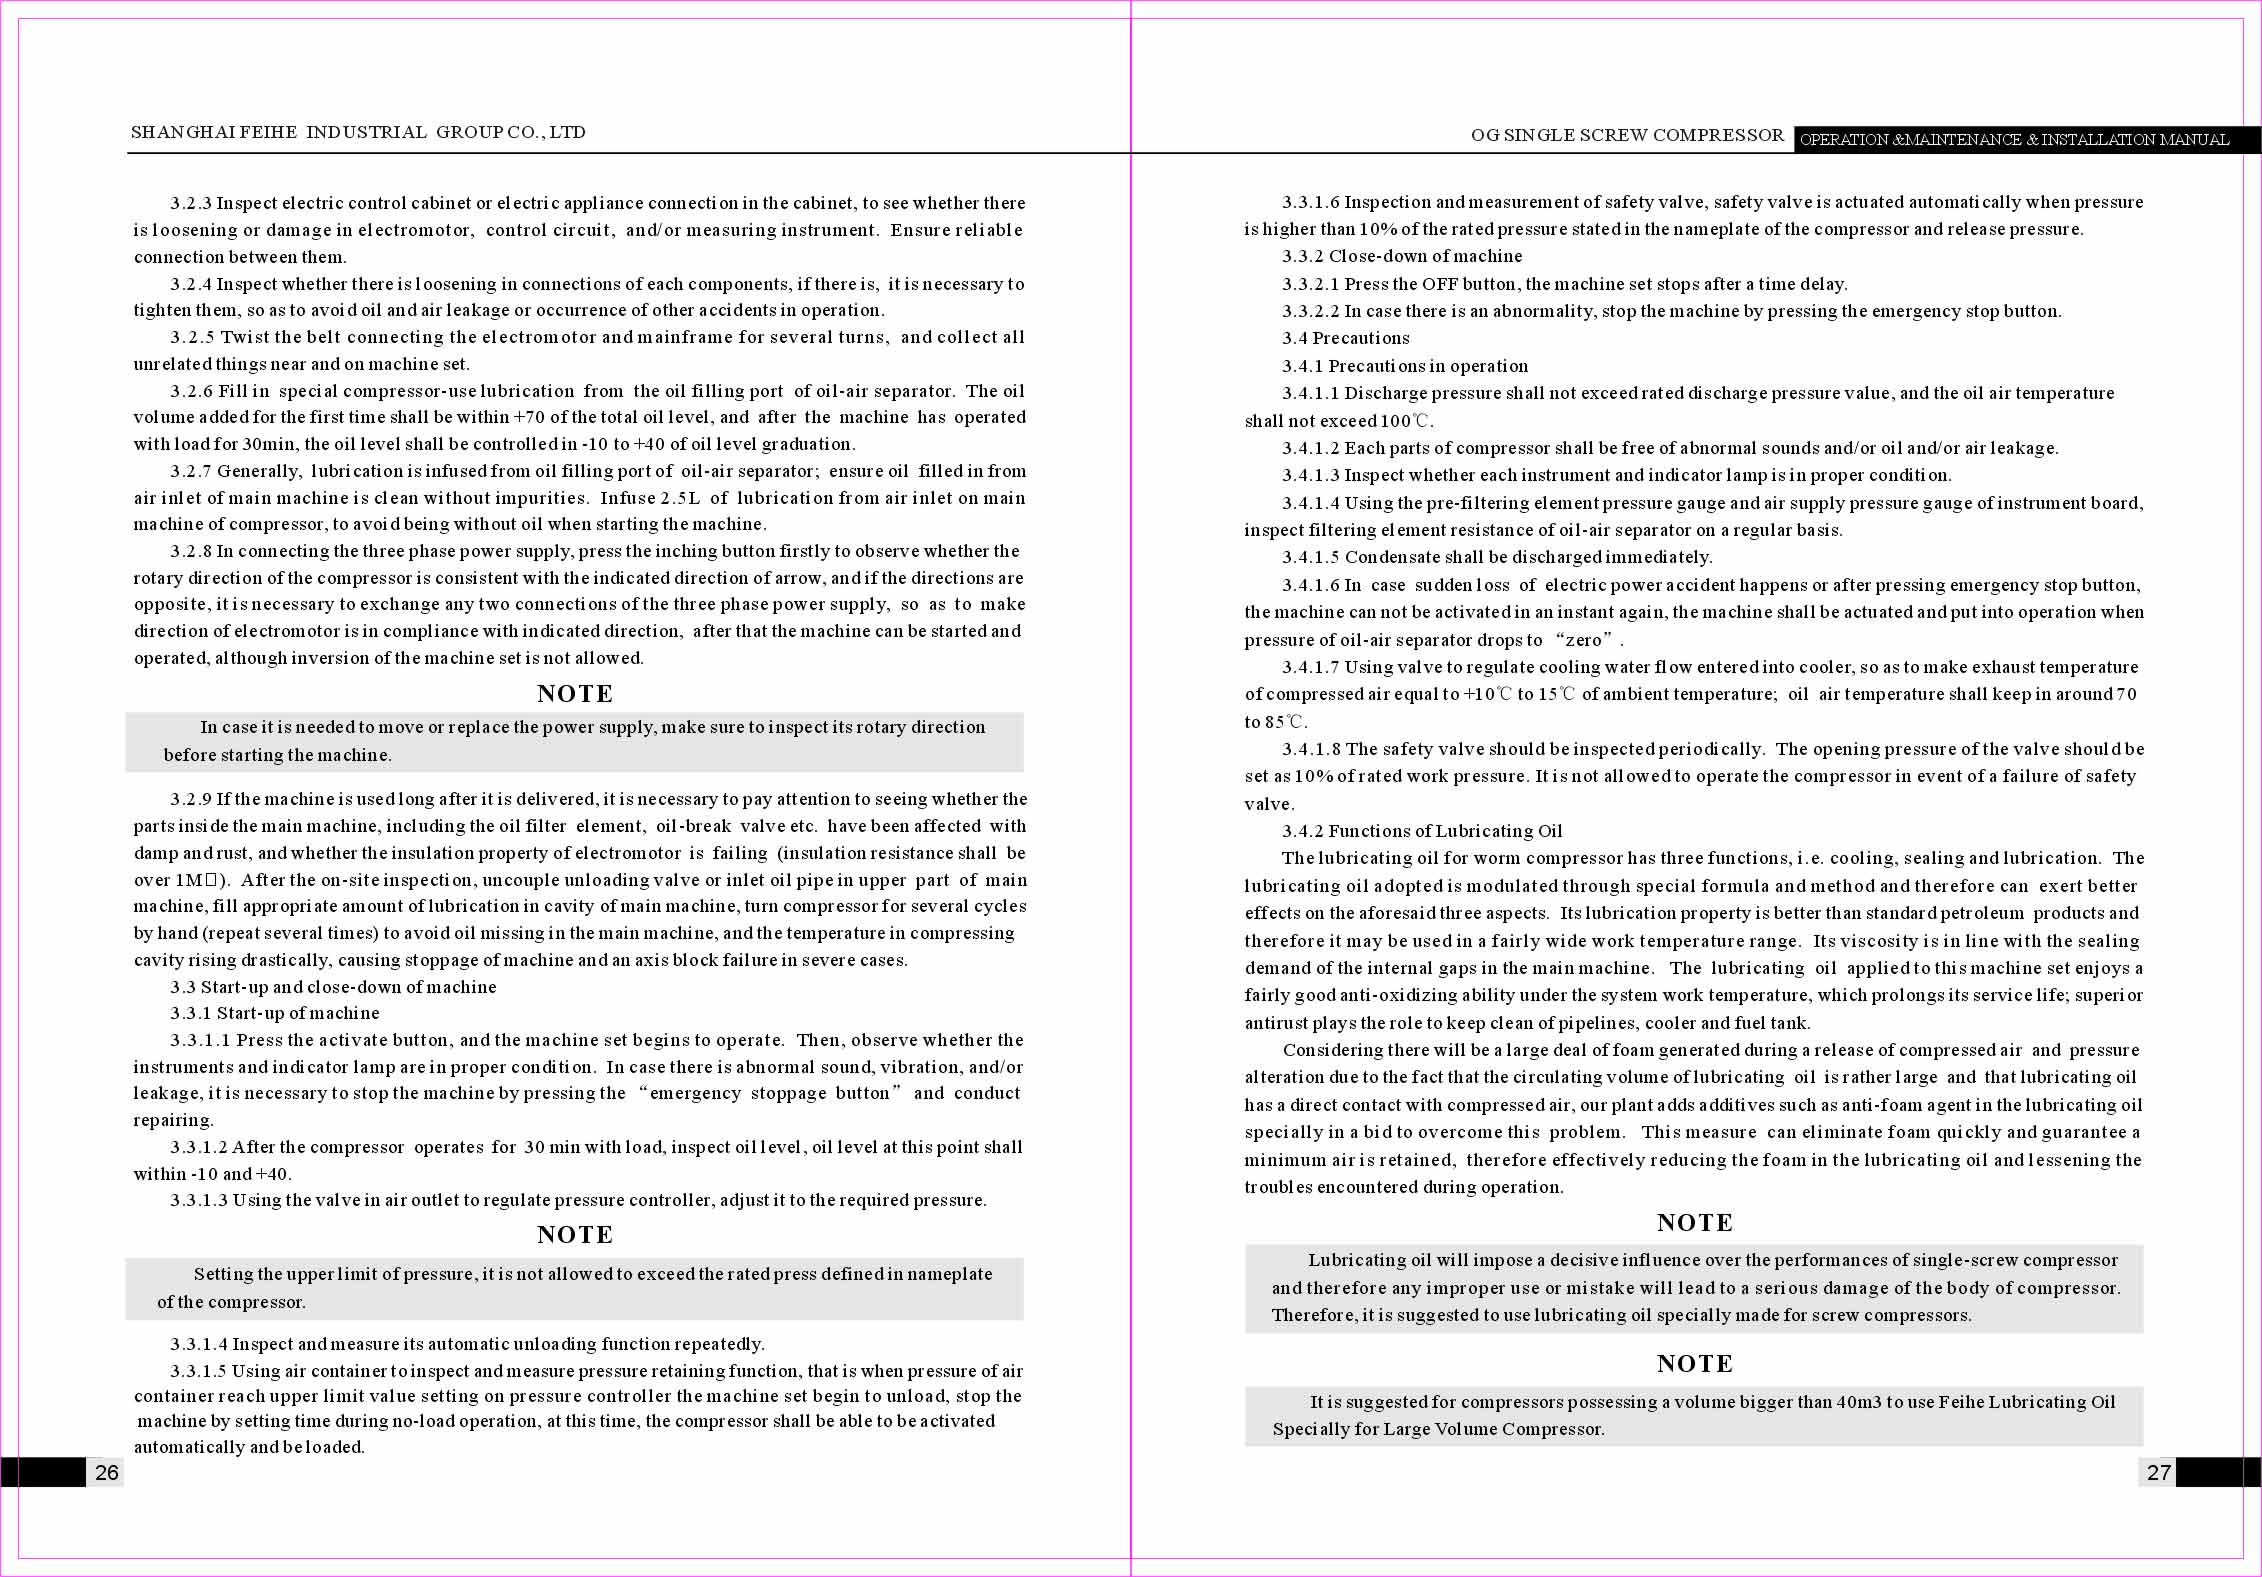 SHANGHAI FEIHE INDUSTRIAL GROUP CO., LTD
3.2.3 Inspect electric control cabinet or electric appliance connection in the cabinet, to see whether there
is loosening or damage in electromotor, control circuit, and/or measuring instrument. Ensure reliable
connection between them.
3.2.4 Inspect whether there is loosening in connections of each components, if there is, it is necessary to
tighten them, so as to avoid oil and air leakage or occurrence of other accidents in operation.
3.2.5 Twist the belt connecting the electromotor and mainframe for several turns, and collect all
unrelated things near and on machine set.
3.2.6 Fill in special compressor-use lubrication from the oil filling port of oil-air separator. The oil
volume added for the first time shall be within +70 of the total oil level, and after the machine has operated
with load for 30min, the oil level shall be controlled in -10 to +40 of oil level graduation.
3.2.7 Generally, lubrication is infused from oil filling port of oil-air separator; ensure oil filled in from
air inlet of main machine is clean without impurities. Infuse 2.5L of lubrication from air inlet on main
machine of compressor, to avoid being without oil when starting the machine.
3.2.8 In connecting the three phase power supply, press the inching button firstly to observe whether the
rotary direction of the compressor is consistent with the indicated direction of arrow, and if the directions are
opposite, it is necessary to exchange any two connections of the three phase power supply, so as to make
direction of electromotor is in compliance with indicated direction, after that the machine can be started and
operated, although inversion of the machine set is not allowed.
NOTE
In case it is needed to move or replace the power supply, make sure to inspect its rotary direction
before starting the machine.
3.2.9 If the machine is used long after it is delivered, it is necessary to pay attention to seeing whether the
parts inside the main machine, including the oil filter element, oil-break valve etc. have been affected with
damp and rust, and whether the insulation property of electromotor is failing (insulation resistance shall be
over 1M□). After the on-site inspection, uncouple unloading valve or inlet oil pipe in upper part of main
machine, fill appropriate amount of lubrication in cavity of main machine, turn compressor for several cycles
by hand (repeat several times) to avoid oil missing in the main machine, and the temperature in compressing
cavity rising drastically, causing stoppage of machine and an axis block failure in severe cases.
3.3 Start-up and close-down of machine
3.3.1 Start-up of machine
3.3.1.1 Press the activate button, and the machine set begins to operate. Then, observe whether the
instruments and indicator lamp are in proper condition. In case there is abnormal sound, vibration, and/or
leakage, it is necessary to stop the machine by pressing the “emergency stoppage button” and conduct
repairing.
3.3.1.2 After the compressor operates for 30 min with load, inspect oil level, oil level at this point shall
within -10 and +40.
3.3.1.3 Using the valve in air outlet to regulate pressure controller, adjust it to the required pressure.
NOTE
Setting the upper limit of pressure, it is not allowed to exceed the rated press defined in nameplate
of the compressor.
3.3.1.4 Inspect and measure its automatic unloading function repeatedly.
3.3.1.5 Using air container to inspect and measure pressure retaining function, that is when pressure of air
container reach upper limit value setting on pressure controller the machine set begin to unload, stop the
machine by setting time during no-load operation, at this time, the compressor shall be able to be activated
automatically and be loaded.
26
OG SINGLE SCREW COMPRESSOR OPERATION &MAINTENANCE & INSTALLATION MANUAL
3.3.1.6 Inspection and measurement of safety valve, safety valve is actuated automatically when pressure
is higher than 10% of the rated pressure stated in the nameplate of the compressor and release pressure.
3.3.2 Close-down of machine
3.3.2.1 Press the OFF button, the machine set stops after a time delay.
3.3.2.2 In case there is an abnormality, stop the machine by pressing the emergency stop button.
3.4 Precautions
3.4.1 Precautions in operation
3.4.1.1 Discharge pressure shall not exceed rated discharge pressure value, and the oil air temperature
shall not exceed 100℃.
3.4.1.2 Each parts of compressor shall be free of abnormal sounds and/or oil and/or air leakage.
3.4.1.3 Inspect whether each instrument and indicator lamp is in proper condition.
3.4.1.4 Using the pre-filtering element pressure gauge and air supply pressure gauge of instrument board,
inspect filtering element resistance of oil-air separator on a regular basis.
3.4.1.5 Condensate shall be discharged immediately.
3.4.1.6 In case sudden loss of electric power accident happens or after pressing emergency stop button,
the machine can not be activated in an instant again, the machine shall be actuated and put into operation when
pressure of oil-air separator drops to “zero”.
3.4.1.7 Using valve to regulate cooling water flow entered into cooler, so as to make exhaust temperature
of compressed air equal to +10℃ to 15℃ of ambient temperature; oil air temperature shall keep in around 70
to 85℃.
3.4.1.8 The safety valve should be inspected periodically. The opening pressure of the valve should be
set as 10% of rated work pressure. It is not allowed to operate the compressor in event of a failure of safety
valve.
3.4.2 Functions of Lubricating Oil
The lubricating oil for worm compressor has three functions, i.e. cooling, sealing and lubrication. The
lubricating oil adopted is modulated through special formula and method and therefore can exert better
effects on the aforesaid three aspects. Its lubrication property is better than standard petroleum products and
therefore it may be used in a fairly wide work temperature range. Its viscosity is in line with the sealing
demand of the internal gaps in the main machine. The lubricating oil applied to this machine set enjoys a
fairly good anti-oxidizing ability under the system work temperature, which prolongs its service life; superior
antirust plays the role to keep clean of pipelines, cooler and fuel tank.
Considering there will be a large deal of foam generated during a release of compressed air and pressure
alteration due to the fact that the circulating volume of lubricating oil is rather large and that lubricating oil
has a direct contact with compressed air, our plant adds additives such as anti-foam agent in the lubricating oil
specially in a bid to overcome this problem. This measure can eliminate foam quickly and guarantee a
minimum air is retained, therefore effectively reducing the foam in the lubricating oil and lessening the
troubles encountered during operation.
NOTE
Lubricating oil will impose a decisive influence over the performances of single-screw compressor
and therefore any improper use or mistake will lead to a serious damage of the body of compressor.
Therefore, it is suggested to use lubricating oil specially made for screw compressors.
NOTE
It is suggested for compressors possessing a volume bigger than 40m3 to use Feihe Lubricating Oil
Specially for Large Volume Compressor.
27